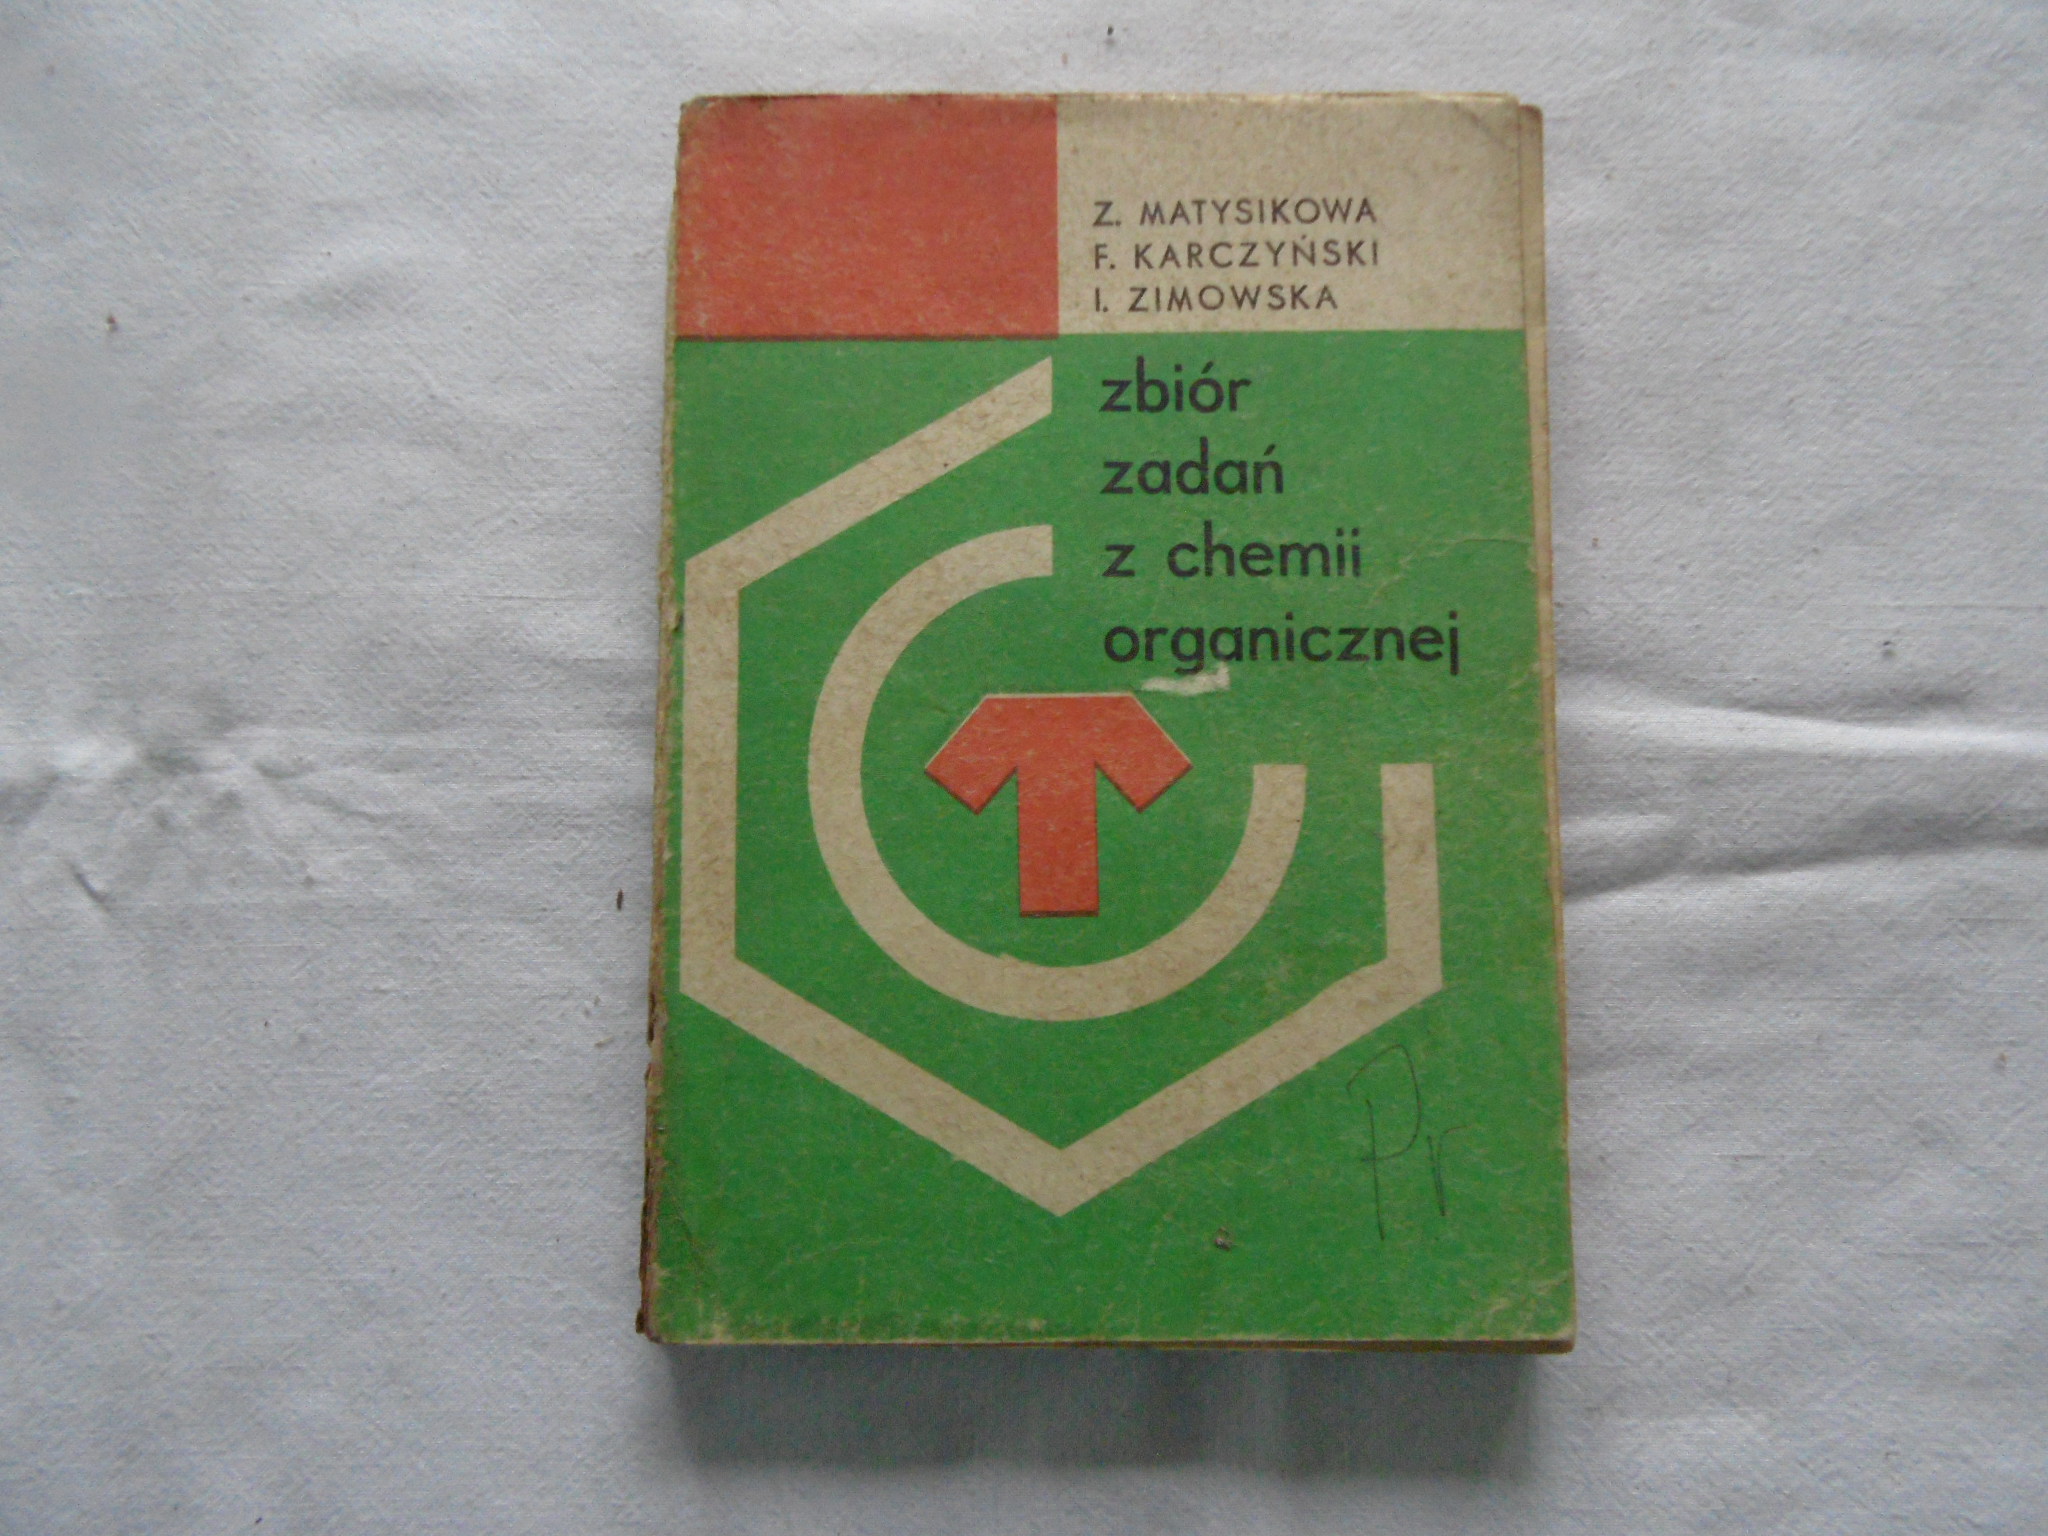 Z. MATYSIKOWA
F. KARCZYŃSKI
I. ZIMOWSKA
zbiór
zadań
z chemii
organicznej
Pr